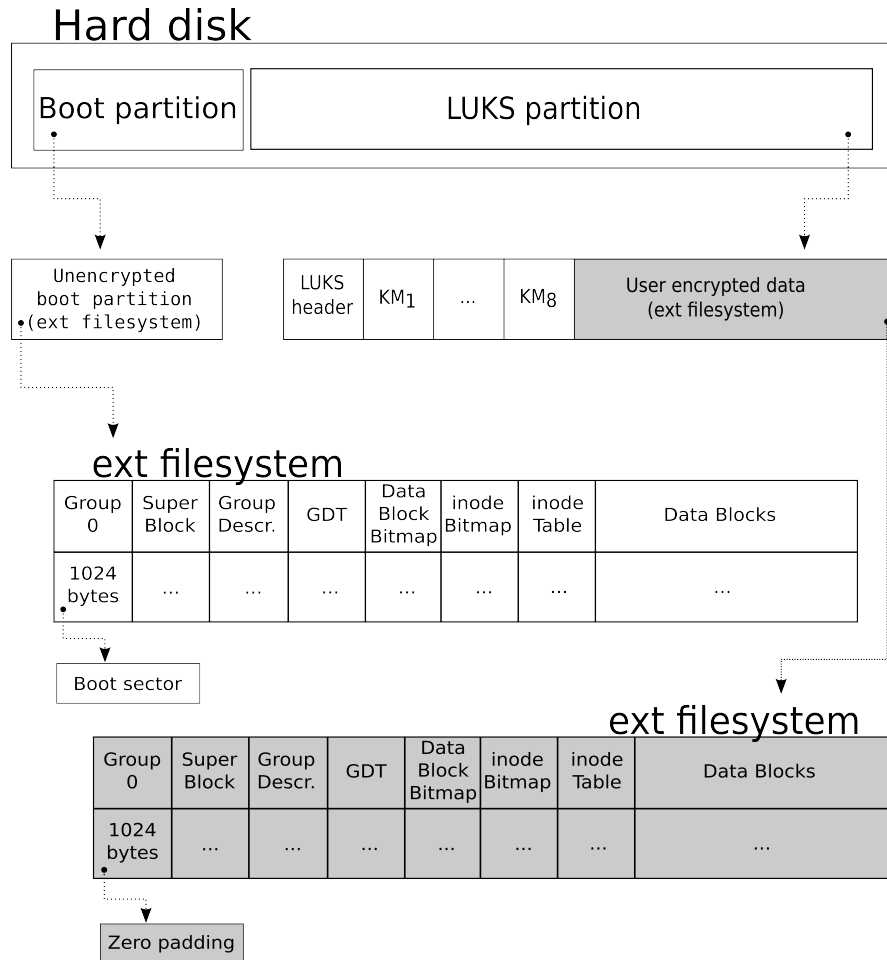 Hard disk
Boot partition
LUKS partition
Unencrypted
boot partition
(ext filesystem)
LUKS
header
KM1
...
KM8
User encrypted data
(ext filesystem)
ext filesystem
Group
0
Super
Block
Group
Descr.
GDT
Data
Block
Bitmap
inode
Bitmap
inode
Table
Data Blocks
1024
bytes
...
...
...
...
...
...
...
Boot sector
ext filesystem
Group
0
Super
Block
Group
Descr.
GDT
Data
Block
Bitmap
inode
Bitmap
inode
Table
Data Blocks
1024
bytes
...
...
...
...
...
...
...
Zero padding